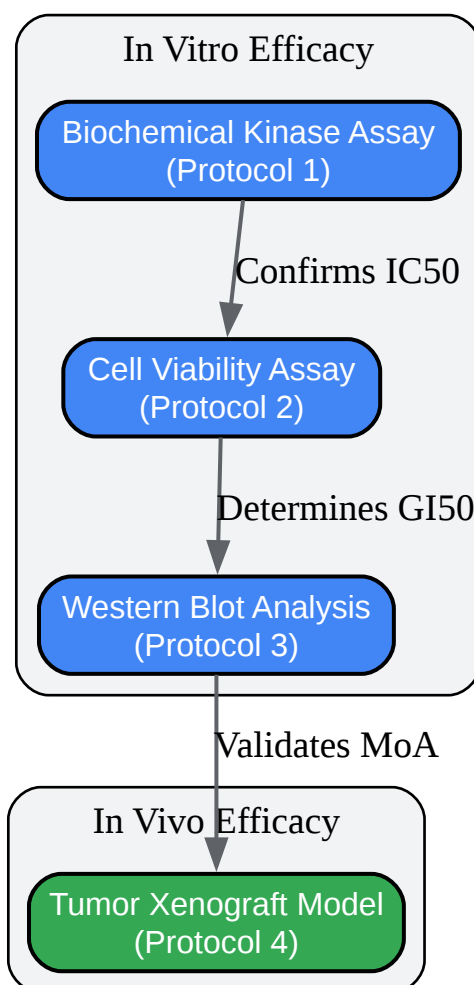 In Vitro Efficacy
Biochemical Kinase Assay
(Protocol 1)
Confirms IC50
Cell Viability Assay
(Protocol 2)
Determines GI50
Western Blot Analysis
(Protocol 3)
Validates MoA
In Vivo Efficacy
Tumor Xenograft Model
(Protocol 4)